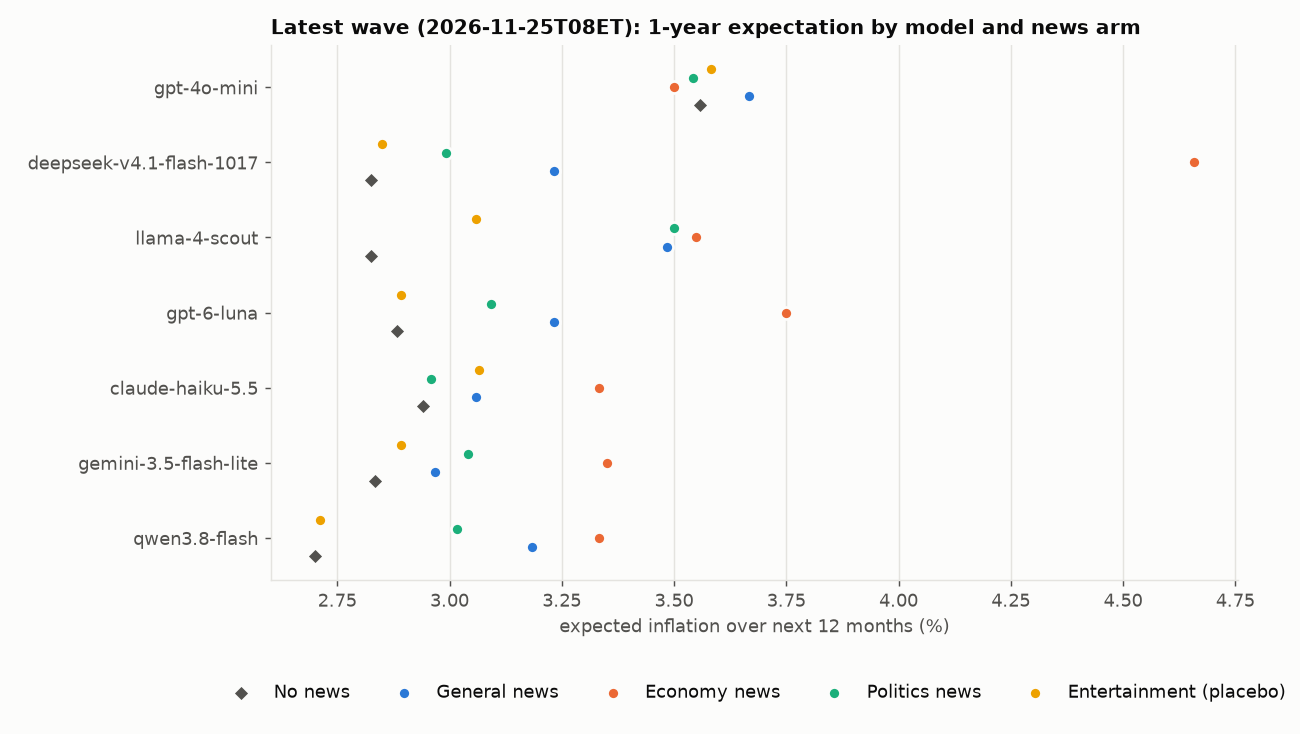 Latest wave (2026-11-25T08ET): 1-year expectation by model and news arm
gpt-4o-mini
deepseek-v4.1-flash-1017
llama-4-scout
gpt-6-luna
claude-haiku-5.5
gemini-3.5-flash-lite
qwen3.8-flash
2.75 3.00 3.25 3.50 3.75 4.00 4.25 4.50 4.75
expected inflation over next 12 months (%)
No news General news Economy news Politics news Entertainment (placebo)